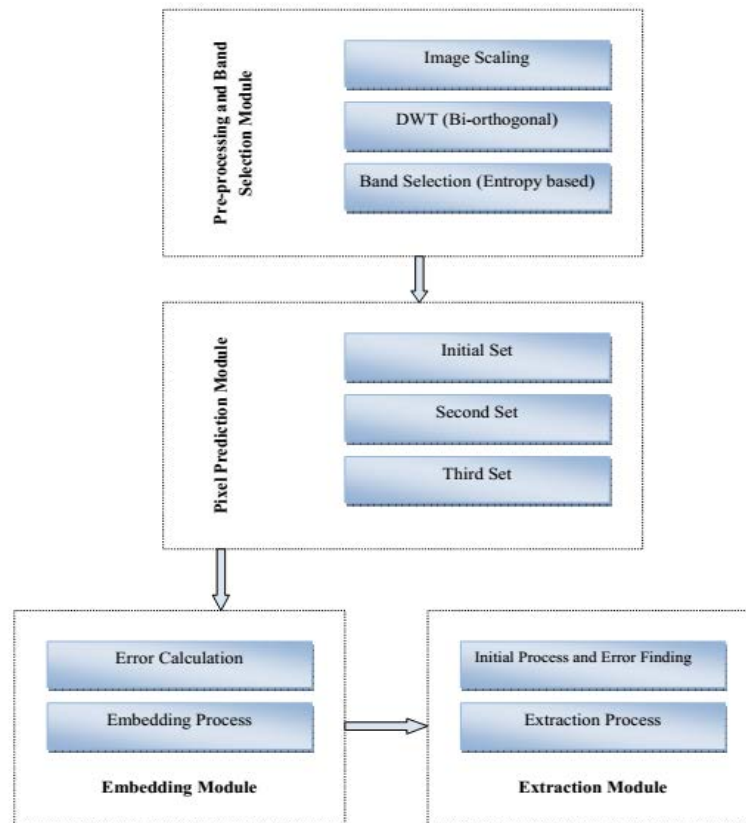 Pre-processing and Band
Selection Module
Image Scaling
DWT (Bi-orthogonal)
Band Selection (Entropy based)
Pixel Prediction Module
Initial Set
Second Set
Third Set
Error Calculation
Embedding Process
Embedding Module
Initial Process and Error Finding
Extraction Process
Extraction Module